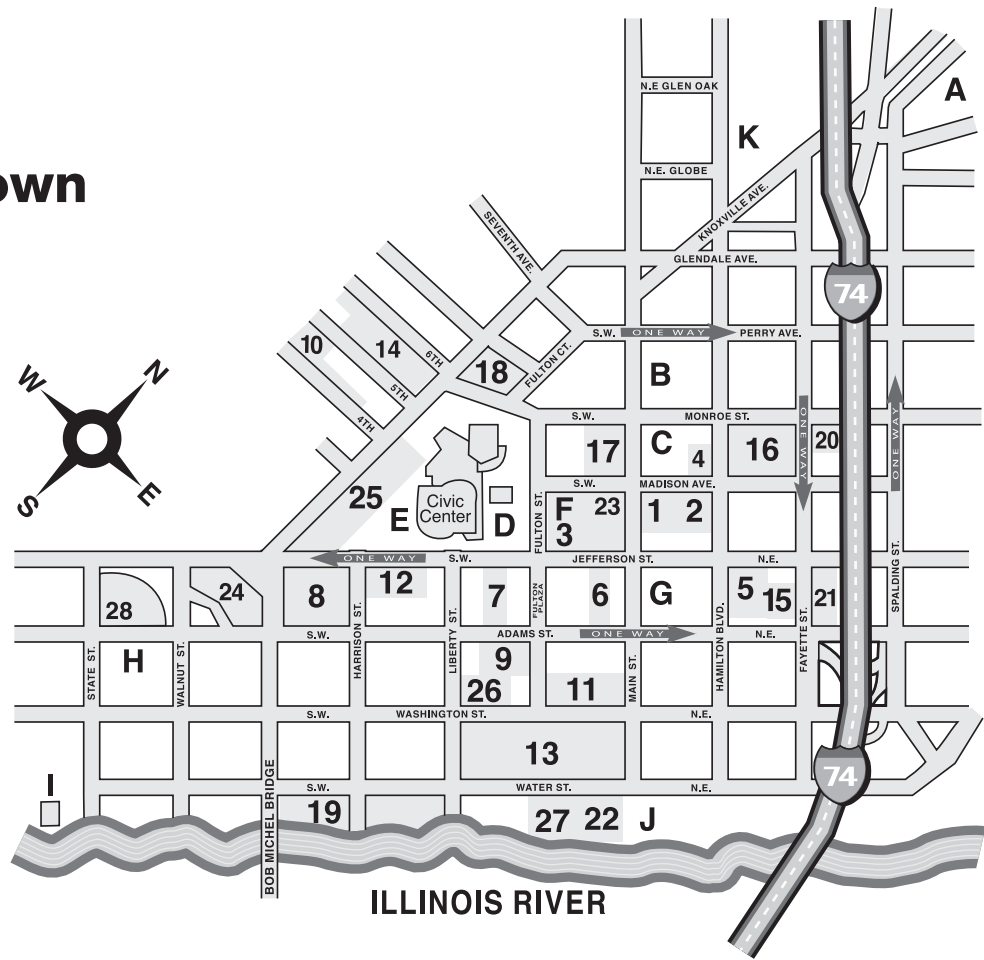 own
N.E GLEN OAK
A
K
N.E. GLOBE
SEVENTH AVE.
KNOXVILLE AVE.
GLENDALE AVE.
74
S.W. ONE WAY PERRY AVE.
10
14
6TH
18
FULTON CT.
B
5TH
4TH
W N
S E
S.W. MONROE ST.
ONE WAY
ONE WAY
17
C
4
16
20
S.W. MADISON AVE.
25
E
Civic
Center
D
FULTON ST.
F
3
23
1
2
ONE WAY S.W. JEFFERSON ST. N.E.
SPALDING ST.
28
24
8
12
7
FULTON
PLAZA
6
G
5
15
21
HARRISON ST.
LIBERTY ST.
HAMILTON BLVD.
FAYETTE ST.
S.W. ADAMS ST. ONE WAY N.E.
STATE ST.
H
WALNUT ST.
9
26
11
MAIN ST.
S.W. WASHINGTON ST. N.E.
13
74
I
BOB MICHEL BRIDGE
S.W. WATER ST. N.E.
19
27
22
J
ILLINOIS RIVER